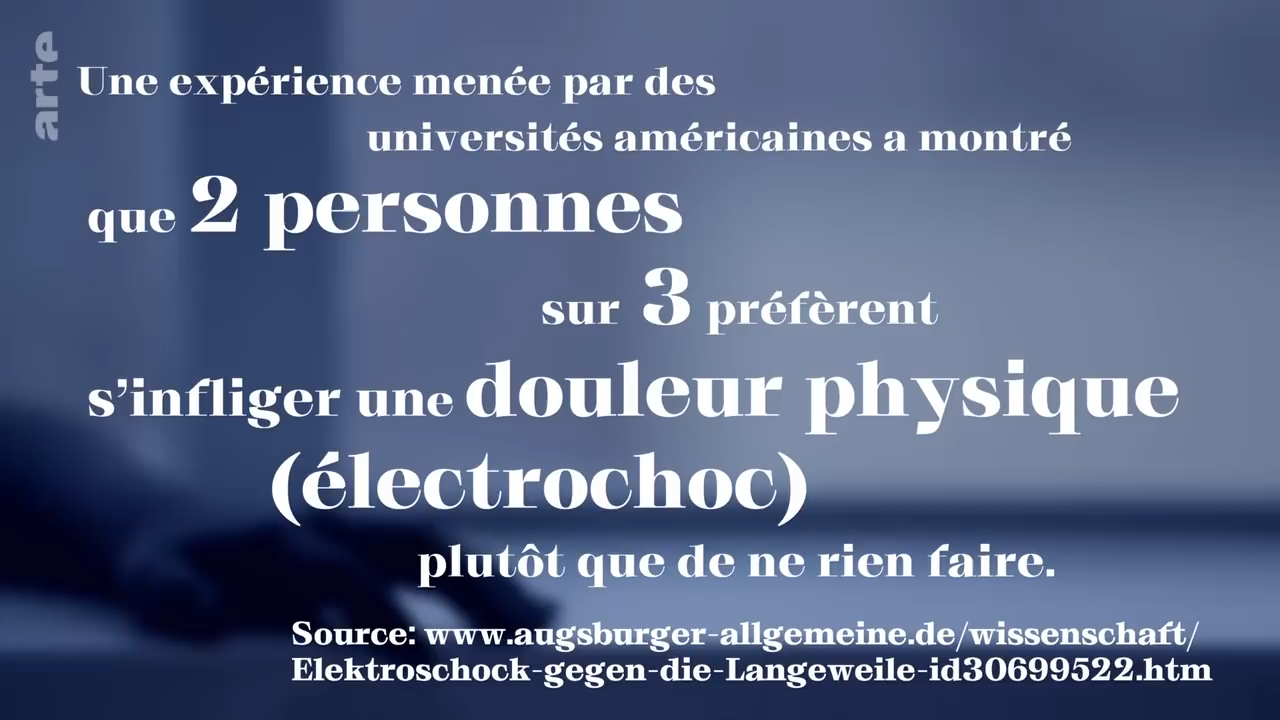 arte
Une expérience menée par des
universités américaines a montré
que 2 personnes
sur 3 préfèrent
s'infliger une douleur physique
(électrochoc)
plutôt que de ne rien faire.
Source: www.augsburger-allgemeine.de/wissenschaft/
Elektroschock-gegen-die-Langeweile-id30699522.htm